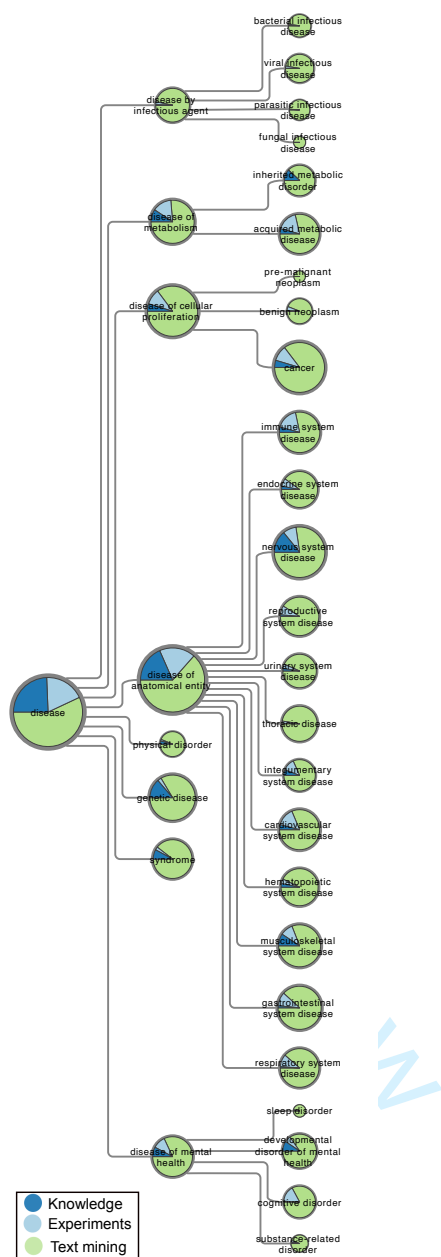 bacterial infectious
disease
viral infectious
disease
disease by
infectious agent
parasitic infectious
disease
fungal infectious
disease
inherited metabolic
disorder
disease of
metabolism
acquired metabolic
disease
pre-malignant
neoplasm
disease of cellular
proliferation
benign neoplasm
cancer
immune system
disease
endocrine system
disease
nervous system
disease
reproductive
system disease
disease of
anatomical entity
urinary system
disease
disease
thoracic disease
physical disorder
integumentary
system disease
genetic disease
cardiovascular
system disease
syndrome
hematopoietic
system disease
musculoskeletal
system disease
gastrointestinal
system disease
respiratory system
disease
sleep disorder
disease of mental
health
developmental
disorder of mental
health
cognitive disorder
substance-related
disorder
Knowledge
Experiments
Text mining